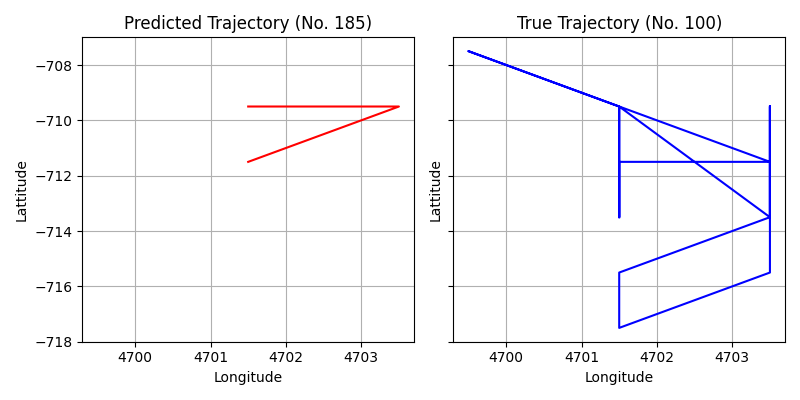 Predicted Trajectory (No. 185)
True Trajectory (No. 100)
−708
−710
−712
−714
−716
−718
Lattitude
4700
4701
4702
4703
Longitude
Lattitude
4700
4701
4702
4703
Longitude